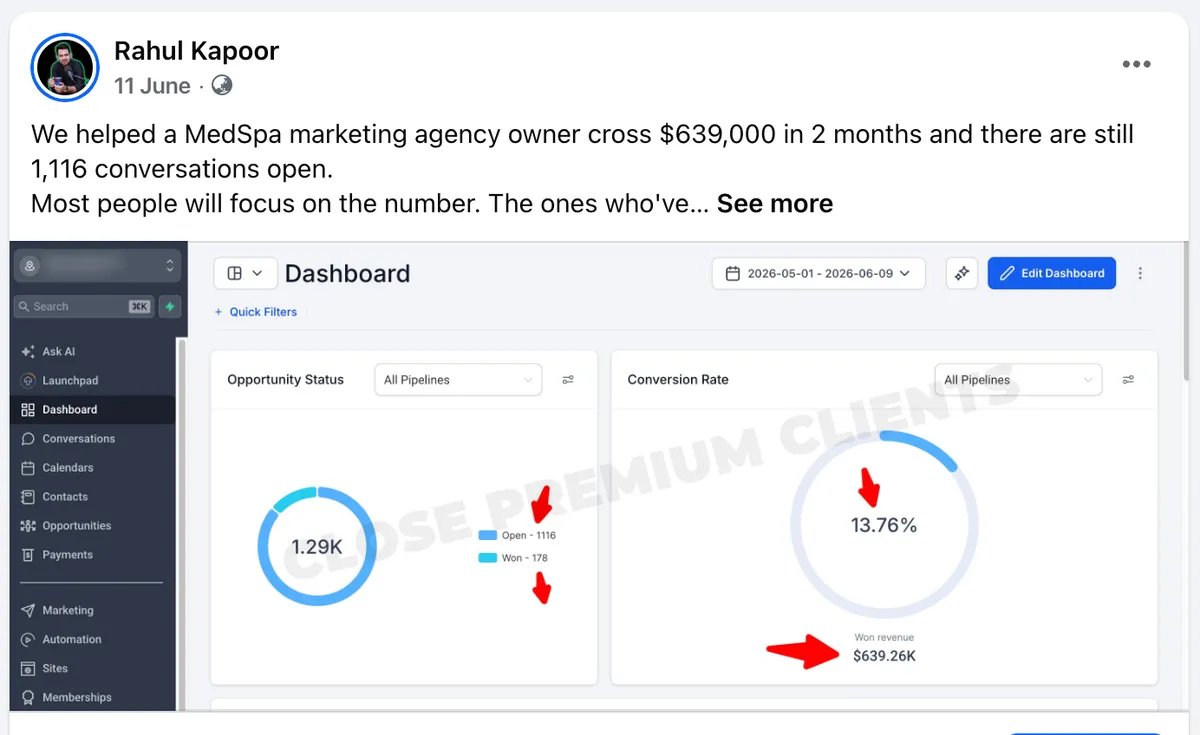 Rahul Kapoor
11 June ·
We helped a MedSpa marketing agency owner cross $639,000 in 2 months and there are still
1,116 conversations open.
Most people will focus on the number. The ones who've... See more
Search ⌘K
Ask AI
Launchpad
Dashboard
Conversations
Calendars
Contacts
Opportunities
Payments
Marketing
Automation
Sites
Memberships
Dashboard
2026-05-01 - 2026-06-09
Edit Dashboard
+ Quick Filters
Opportunity Status
All Pipelines
1.29K
Open - 1116
Won - 178
Conversion Rate
All Pipelines
13.76%
Won revenue
$639.26K
CLOSE PREMIUM CLIENTS